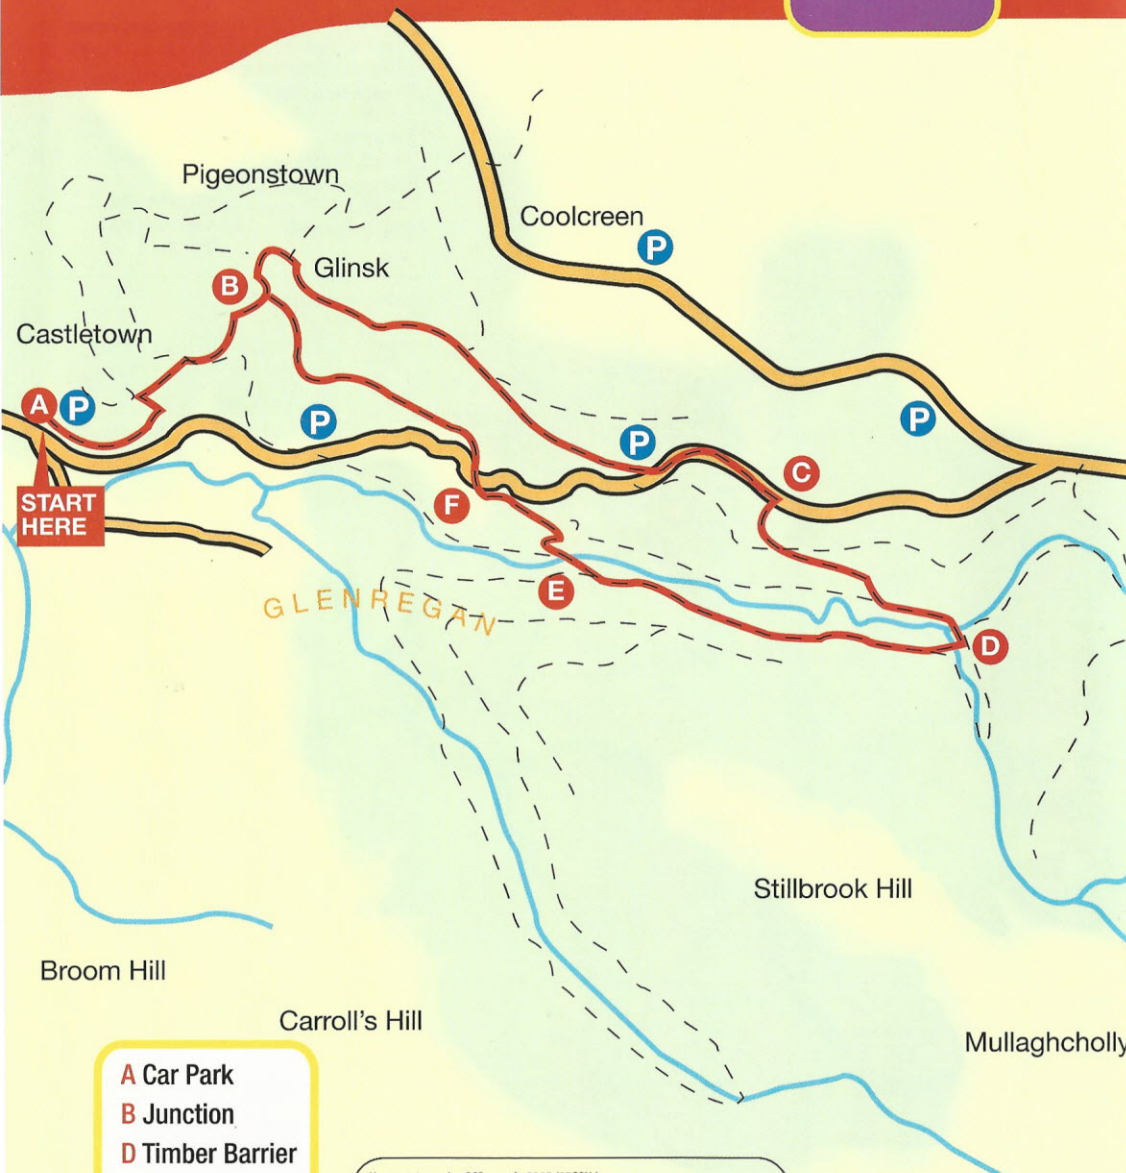 Pigeonstown
Coolcreen
P
Glinsk
B
Castletown
A P
P
P
P
C
START
HERE
F
E
GLENREGAN
D
Stillbrook Hill
Broom Hill
Carroll's Hill
Mullaghcholly
A Car Park
B Junction
D Timber Barrier